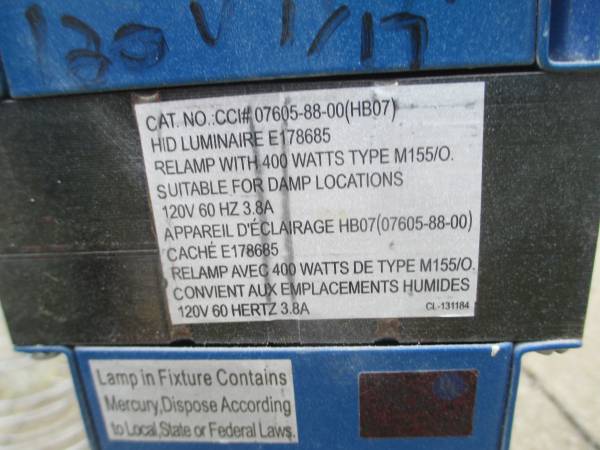 120V 1/17
CAT. NO.:CCI# 07605-88-00(HB07)
HID LUMINAIRE E178685
RELAMP WITH 400 WATTS TYPE M155/O.
SUITABLE FOR DAMP LOCATIONS
120V 60 HZ 3.8A
APPAREIL D'ÉCLAIRAGE HB07(07605-88-00)
CACHÉ E178685
RELAMP AVEC 400 WATTS DE TYPE M155/O.
CONVIENT AUX EMPLACEMENTS HUMIDES
120V 60 HERTZ 3.8A
CL-131184
Lamp in Fixture Contains
Mercury,Dispose According
to Local,State or Federal Laws.